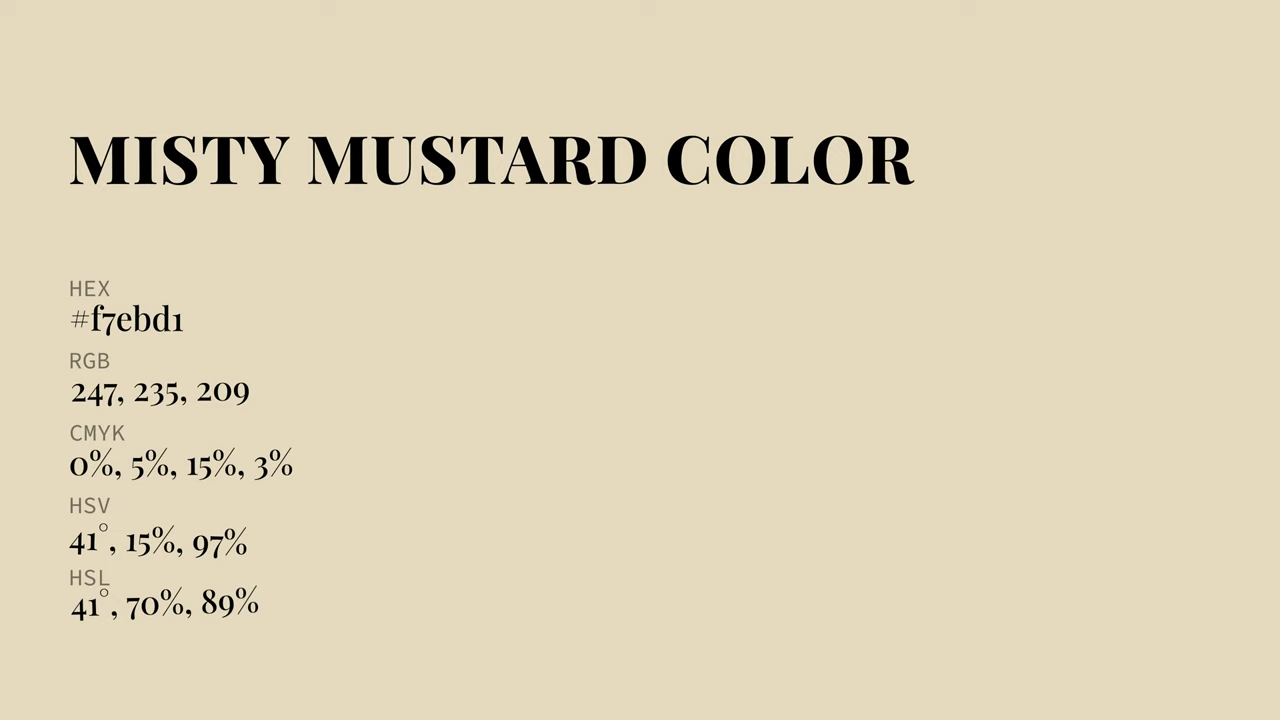 MISTY MUSTARD COLOR
HEX
#f7ebd1
RGB
247, 235, 209
CMYK
0%, 5%, 15%, 3%
HSV
41°, 15%, 97%
HSL
41°, 70%, 89%